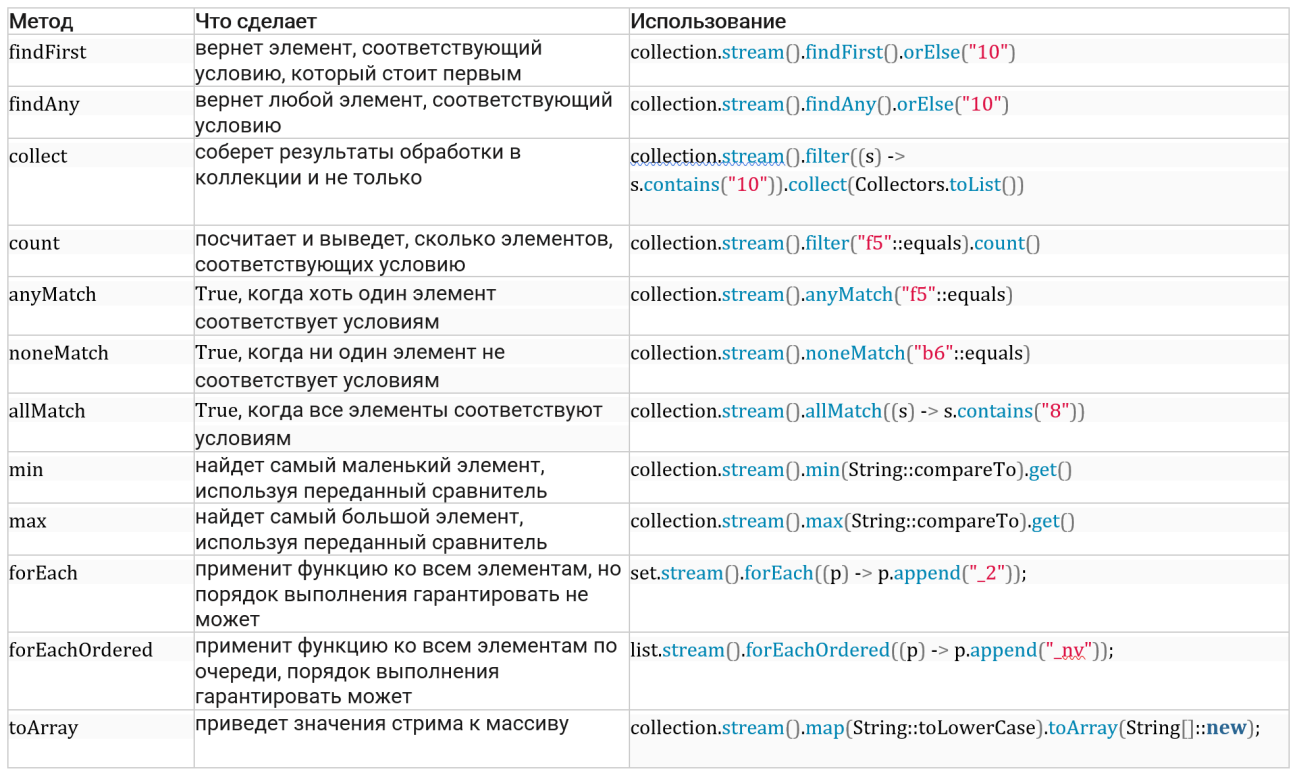 Метод Что сделает Использование
findFirst вернет элемент, соответствующий collection.stream().findFirst().orElse("10")
условию, который стоит первым
findAny вернет любой элемент, соответствующий collection.stream().findAny().orElse("10")
условию
collect соберет результаты обработки в collection.stream().filter((s) ->
коллекции и не только s.contains("10")).collect(Collectors.toList())
count посчитает и выведет, сколько элементов, collection.stream().filter("f5"::equals).count()
соответствующих условию
anyMatch True, когда хоть один элемент collection.stream().anyMatch("f5"::equals)
соответствует условиям
noneMatch True, когда ни один элемент не collection.stream().noneMatch("b6"::equals)
соответствует условиям
allMatch True, когда все элементы соответствуют collection.stream().allMatch((s) -> s.contains("8"))
условиям
min найдет самый маленький элемент, collection.stream().min(String::compareTo).get()
используя переданный сравнитель
max найдет самый большой элемент, collection.stream().max(String::compareTo).get()
используя переданный сравнитель
forEach применит функцию ко всем элементам, но set.stream().forEach((p) -> p.append("_2"));
порядок выполнения гарантировать не
может
forEachOrdered применит функцию ко всем элементам по list.stream().forEachOrdered((p) -> p.append("_nv"));
очереди, порядок выполнения
гарантировать может
toArray приведет значения стрима к массиву collection.stream().map(String::toLowerCase).toArray(String[]::new);